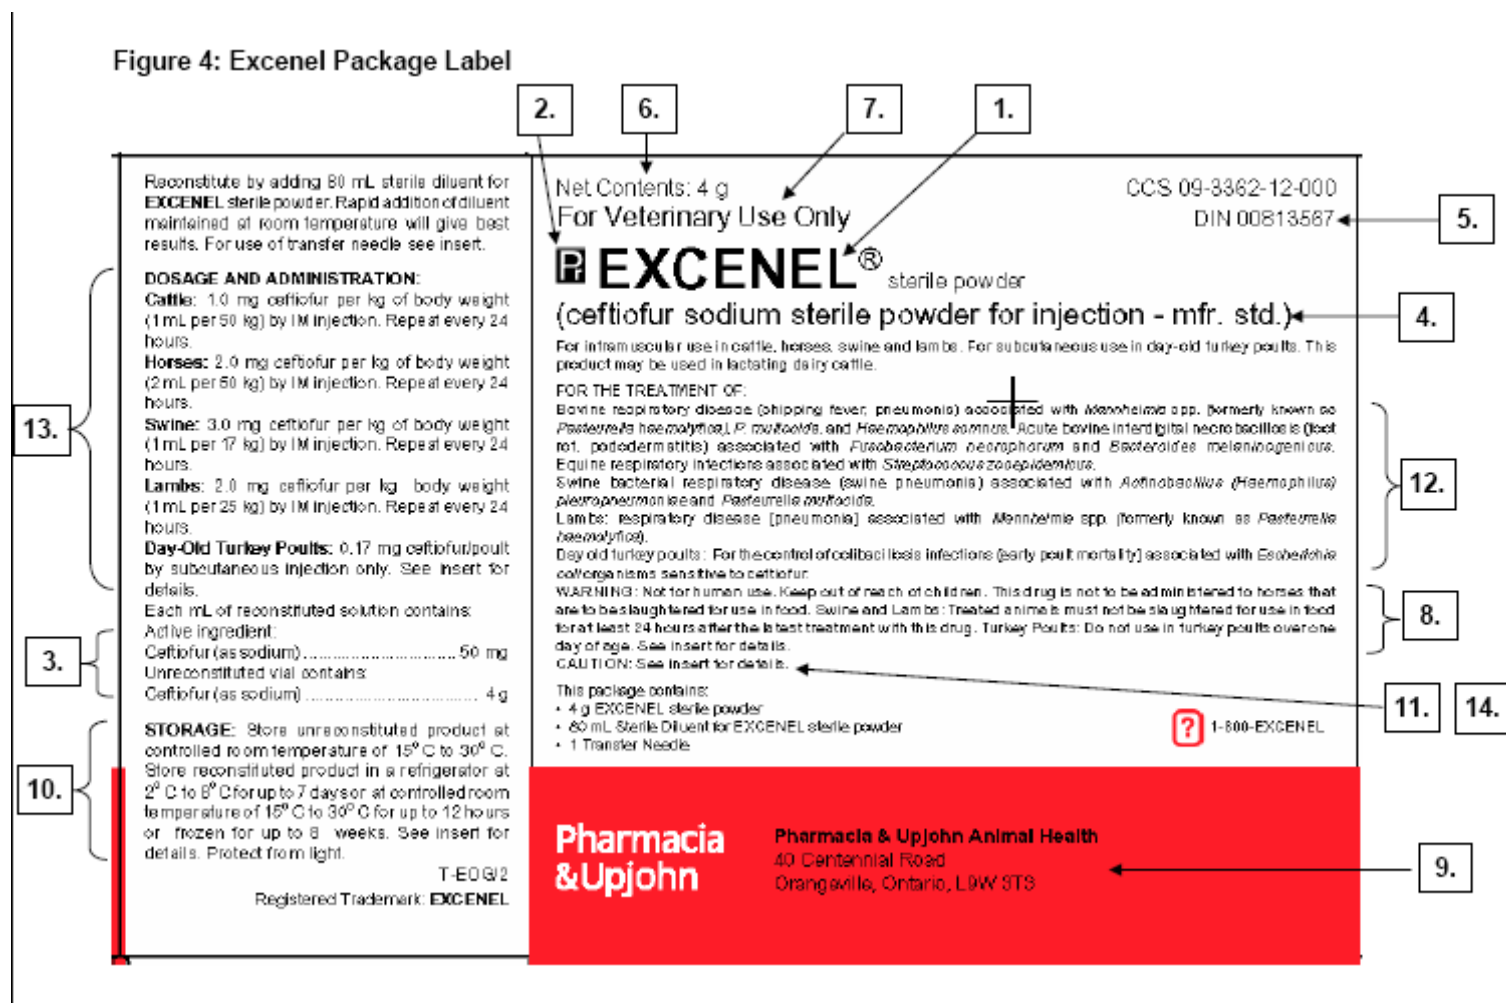 Figure 4: Excenel Package Label
2.
6.
7.
1.
Reconstitute by adding 80 mL sterile diluent for
EXCENEL sterile powder. Rapid addition of diluent
maintained at room temperature will give best
results. For use of transfer needle see insert.
DOSAGE AND ADMINISTRATION:
Cattle: 1.0 mg ceftiofur per kg of body weight
(1 mL per 50 kg) by IM injection. Repeat every 24
hours.
Horses: 2.0 mg ceftiofur per kg of body weight
(2 mL per 50 kg) by IM injection. Repeat every 24
hours.
Swine: 3.0 mg ceftiofur per kg of body weight
(1 mL per 17 kg) by IM injection. Repeat every 24
hours.
Lambs: 2.0 mg ceftiofur per kg body weight
(1 mL per 25 kg) by IM injection. Repeat every 24
hours.
Day-Old Turkey Poults: 0.17 mg ceftiofur/poult
by subcutaneous injection only. See insert for
details.
Each mL of reconstituted solution contains:
Active ingredient:
Ceftiofur (as sodium) .............................. 50 mg
Unreconstituted vial contains:
Ceftiofur (as sodium) .................................. 4 g
STORAGE: Store unreconstituted product at
controlled room temperature of 15° C to 30° C.
Store reconstituted product in a refrigerator at
2° C to 8° C for up to 7 days or at controlled room
temperature of 15° C to 30° C for up to 12 hours
or frozen for up to 8 weeks. See insert for
details. Protect from light.
T-EOG/2
Registered Trademark: EXCENEL
13.
3.
10.
Net Contents: 4 g
For Veterinary Use Only
CCS 09-3362-12-000
DIN 00813567
5.
Pr EXCENEL® sterile powder
(ceftiofur sodium sterile powder for injection - mfr. std.)
4.
For intramuscular use in cattle, horses, swine and lambs. For subcutaneous use in day-old turkey poults. This
product may be used in lactating dairy cattle.
FOR THE TREATMENT OF:
Bovine respiratory disease (shipping fever, pneumonia) associated with Mannheimia spp. (formerly known as
Pasteurella haemolytica), P. multocida, and Haemophilus somnus. Acute bovine interdigital necrobacillosis (foot
rot, pododermatitis) associated with Fusobacterium necrophorum and Bacteroides melaninogenicus.
Equine respiratory infections associated with Streptococcus zooepidemicus.
Swine bacterial respiratory disease (swine pneumonia) associated with Actinobacillus (Haemophilus)
pleuropneumoniae and Pasteurella multocida.
Lambs: respiratory disease [pneumonia] associated with Mannheimia spp. (formerly known as Pasteurella
haemolytica).
Day old turkey poults: For the control of colibacillosis infections [early poult mortality] associated with Escherichia
coli organisms sensitive to ceftiofur.
12.
WARNING: Not for human use. Keep out of reach of children. This drug is not to be administered to horses that
are to be slaughtered for use in food. Swine and Lambs: Treated animals must not be slaughtered for use in food
for at least 24 hours after the latest treatment with this drug. Turkey Poults: Do not use in turkey poults over one
day of age. See insert for details.
8.
CAUTION: See insert for details.
11.
14.
This package contains:
• 4 g EXCENEL sterile powder
• 80 mL Sterile Diluent for EXCENEL sterile powder
• 1 Transfer Needle
? 1-800-EXCENEL
Pharmacia
&Upjohn
Pharmacia & Upjohn Animal Health
40 Centennial Road
Orangeville, Ontario, L9W 3T3
9.